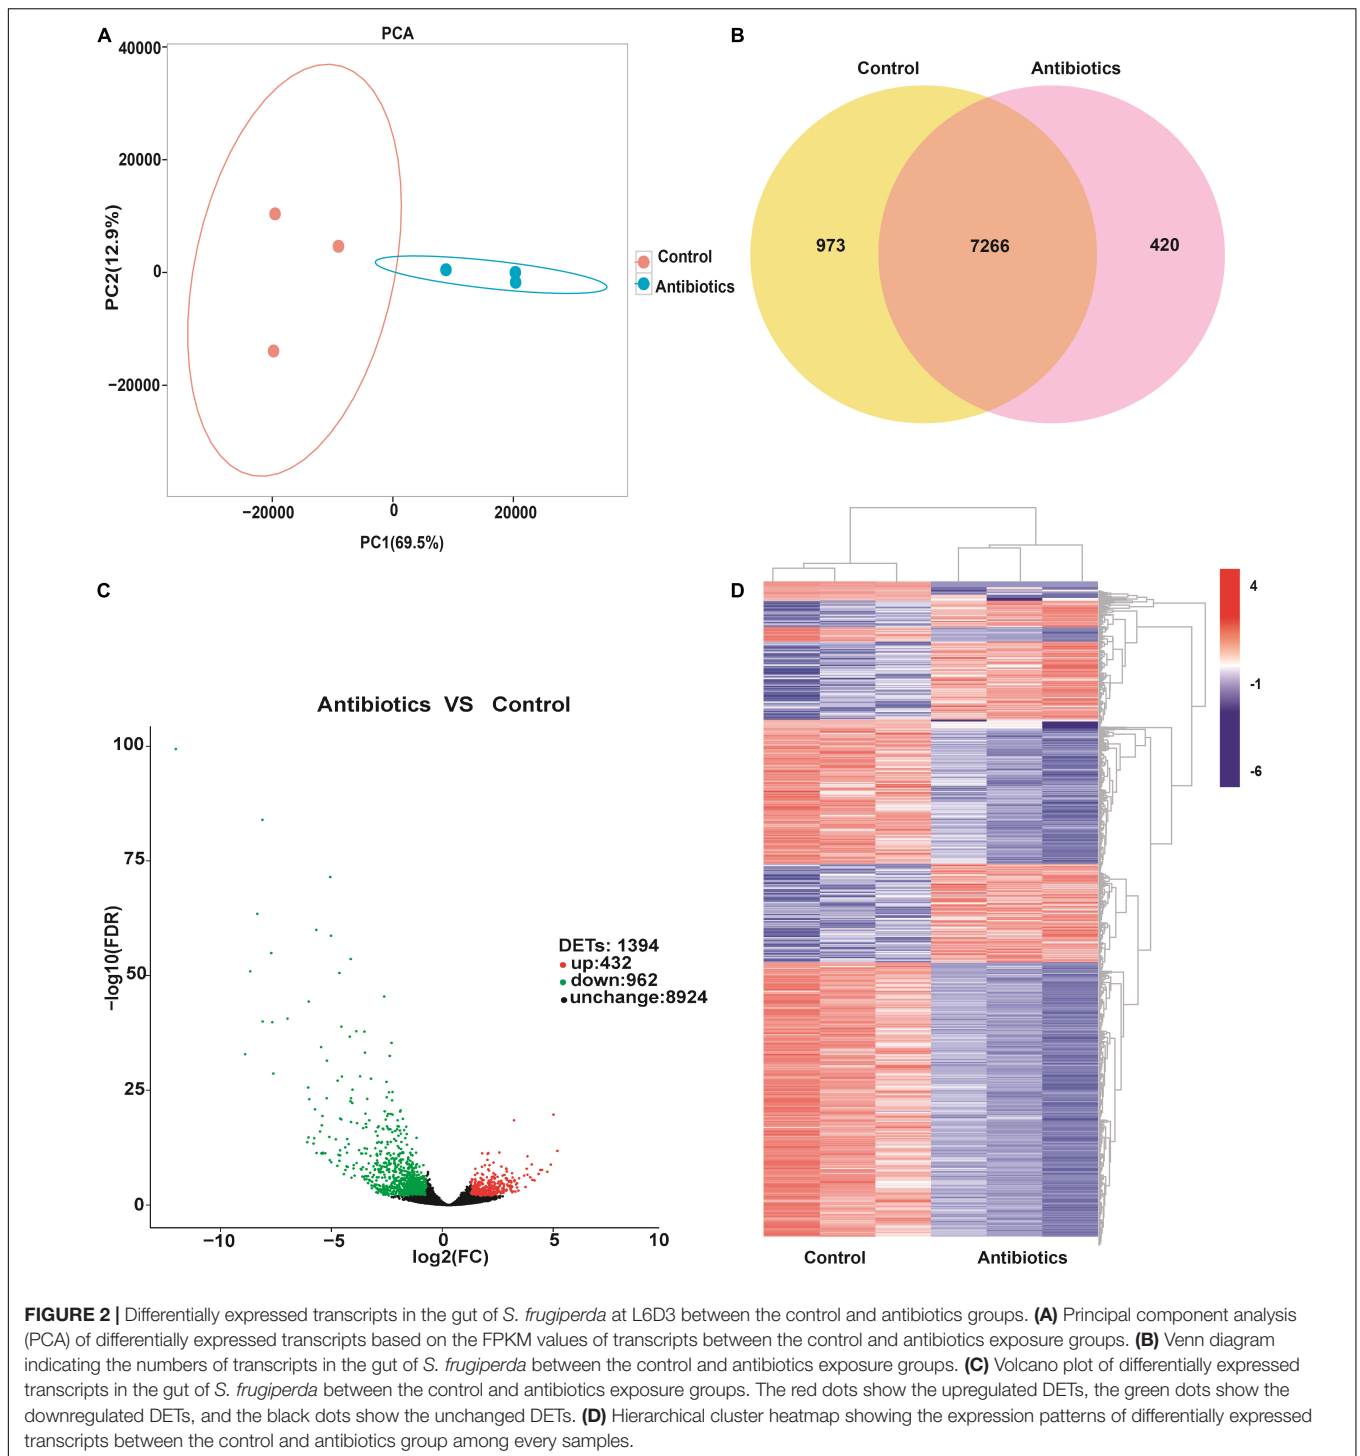 A
PCA
40000
20000
0
−20000
PC2(12.9%)
−20000
0
20000
PC1(69.5%)
Control
Antibiotics
B
Control
Antibiotics
973
7266
420
C
Antibiotics VS Control
100
75
50
25
0
−log10(FDR)
−10
−5
0
5
10
log2(FC)
DETs: 1394
up:432
down:962
unchange:8924
D
4
-1
-6
Control
Antibiotics
FIGURE 2 | Differentially expressed transcripts in the gut of S. frugiperda at L6D3 between the control and antibiotics groups. (A) Principal component analysis
(PCA) of differentially expressed transcripts based on the FPKM values of transcripts between the control and antibiotics exposure groups. (B) Venn diagram
indicating the numbers of transcripts in the gut of S. frugiperda between the control and antibiotics exposure groups. (C) Volcano plot of differentially expressed
transcripts in the gut of S. frugiperda between the control and antibiotics exposure groups. The red dots show the upregulated DETs, the green dots show the
downregulated DETs, and the black dots show the unchanged DETs. (D) Hierarchical cluster heatmap showing the expression patterns of differentially expressed
transcripts between the control and antibiotics group among every samples.